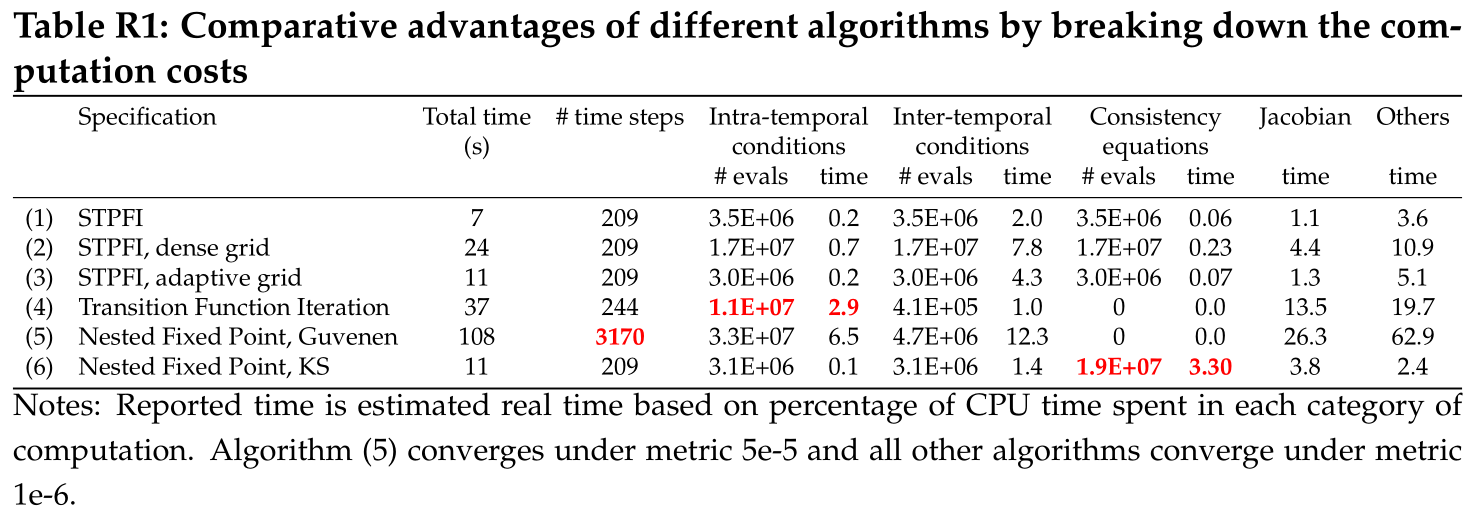 Table R1: Comparative advantages of different algorithms by breaking down the com-
putation costs
Specification Total time # time steps Intra-temporal Inter-temporal Consistency Jacobian Others
(s) conditions conditions equations
# evals time # evals time # evals time time time
(1) STPFI 7 209 3.5E+06 0.2 3.5E+06 2.0 3.5E+06 0.06 1.1 3.6
(2) STPFI, dense grid 24 209 1.7E+07 0.7 1.7E+07 7.8 1.7E+07 0.23 4.4 10.9
(3) STPFI, adaptive grid 11 209 3.0E+06 0.2 3.0E+06 4.3 3.0E+06 0.07 1.3 5.1
(4) Transition Function Iteration 37 244 1.1E+07 2.9 4.1E+05 1.0 0 0.0 13.5 19.7
(5) Nested Fixed Point, Guvenen 108 3170 3.3E+07 6.5 4.7E+06 12.3 0 0.0 26.3 62.9
(6) Nested Fixed Point, KS 11 209 3.1E+06 0.1 3.1E+06 1.4 1.9E+07 3.30 3.8 2.4
Notes: Reported time is estimated real time based on percentage of CPU time spent in each category of
computation. Algorithm (5) converges under metric 5e-5 and all other algorithms converge under metric
1e-6.